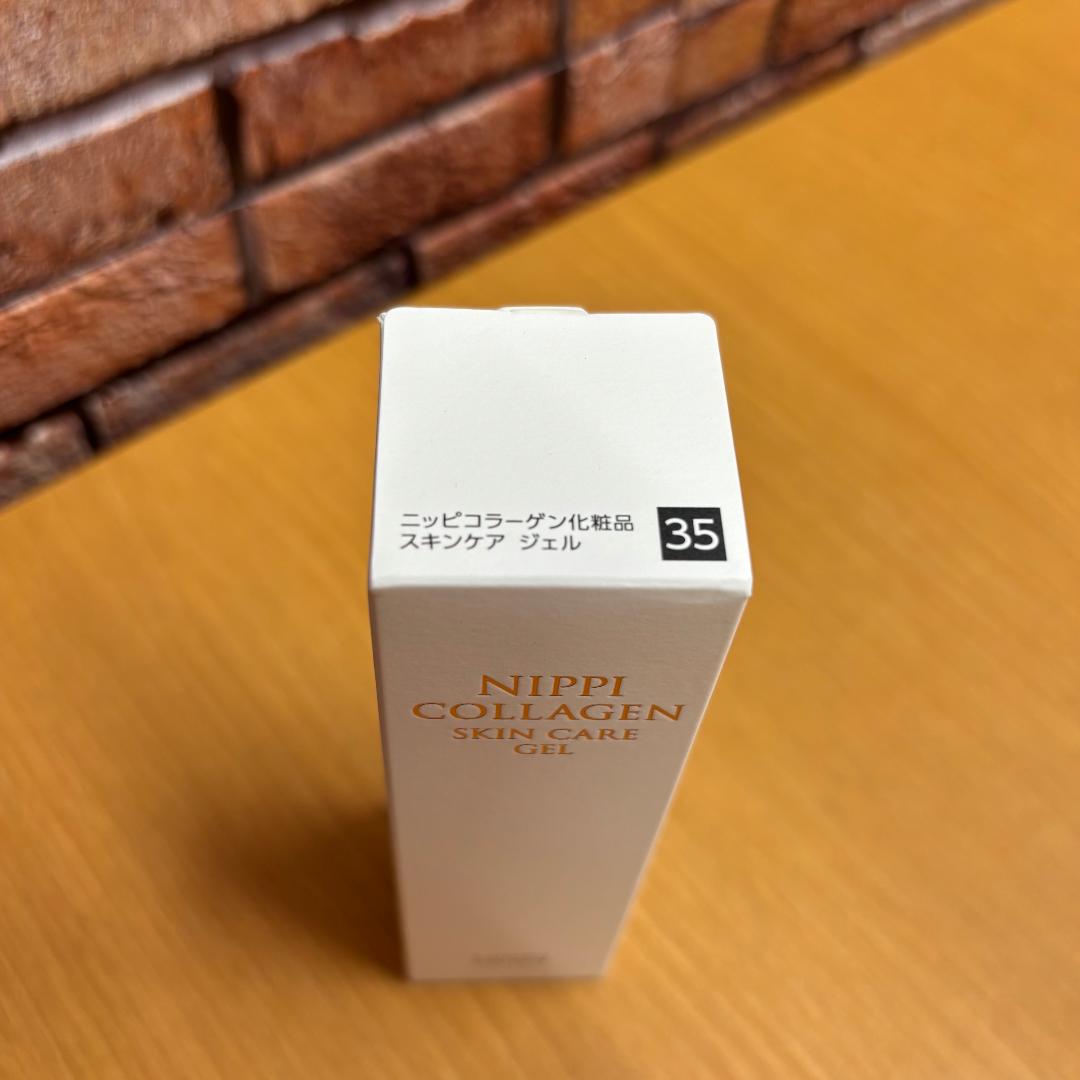 ニッピコラーゲン化粧品
スキンケア ジェル
35
NIPPI
COLLAGEN
SKIN CARE
GEL